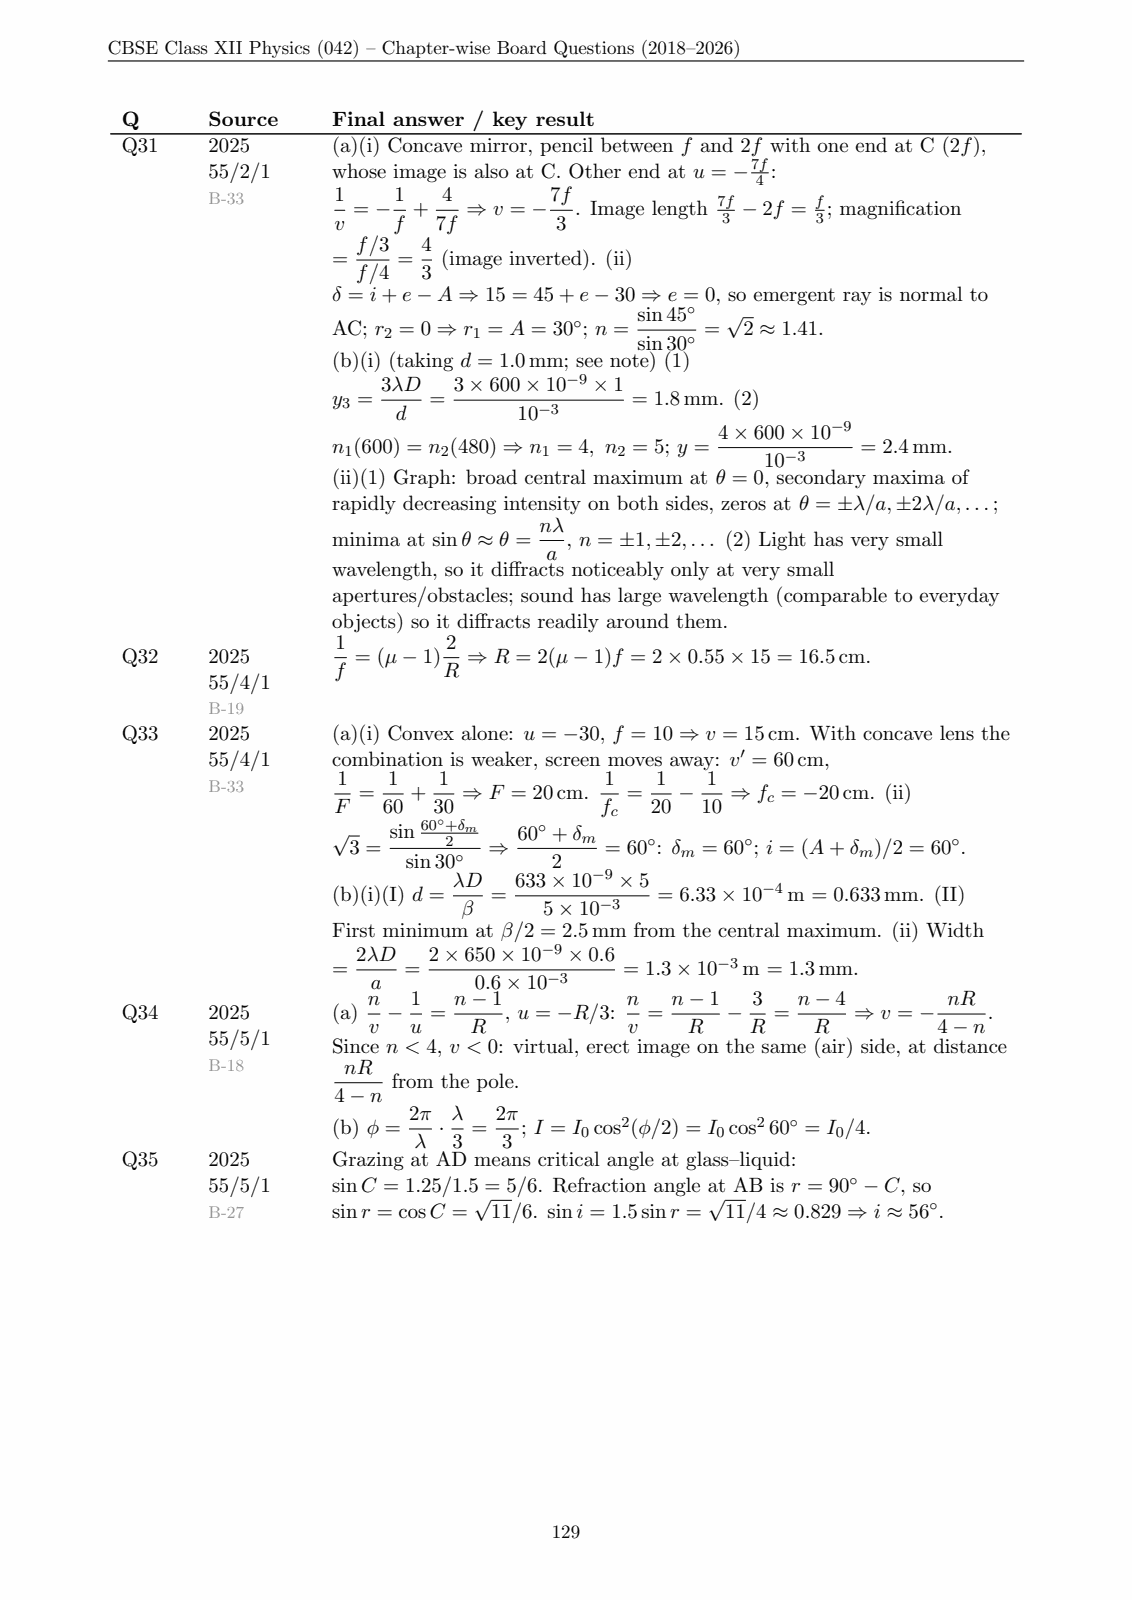 CBSE Class XII Physics (042) – Chapter-wise Board Questions (2018–2026)
Q Source Final answer / key result
Q31 2025 (a)(i) Concave mirror, pencil between f and 2f with one end at C (2f),
55/2/1 whose image is also at C. Other end at u = −7f/4:
B-33 1/v = −1/f + 4/7f ⇒ v = −7f/3. Image length 7f/3 − 2f = f/3; magnification
= (f/3)/(f/4) = 4/3 (image inverted). (ii)
δ = i + e − A ⇒ 15 = 45 + e − 30 ⇒ e = 0, so emergent ray is normal to
AC; r₂ = 0 ⇒ r₁ = A = 30°; n = sin 45°/sin 30° = √2 ≈ 1.41.
(b)(i) (taking d = 1.0 mm; see note) (1)
y₃ = 3λD/d = (3 × 600 × 10⁻⁹ × 1)/10⁻³ = 1.8 mm. (2)
n₁(600) = n₂(480) ⇒ n₁ = 4, n₂ = 5; y = (4 × 600 × 10⁻⁹)/10⁻³ = 2.4 mm.
(ii)(1) Graph: broad central maximum at θ = 0, secondary maxima of
rapidly decreasing intensity on both sides, zeros at θ = ±λ/a, ±2λ/a, . . . ;
minima at sin θ ≈ θ = nλ/a, n = ±1, ±2, . . . (2) Light has very small
wavelength, so it diffracts noticeably only at very small
apertures/obstacles; sound has large wavelength (comparable to everyday
objects) so it diffracts readily around them.
Q32 2025 1/f = (μ − 1)2/R ⇒ R = 2(μ − 1)f = 2 × 0.55 × 15 = 16.5 cm.
55/4/1
B-19
Q33 2025 (a)(i) Convex alone: u = −30, f = 10 ⇒ v = 15 cm. With concave lens the
55/4/1 combination is weaker, screen moves away: v′ = 60 cm,
B-33 1/F = 1/60 + 1/30 ⇒ F = 20 cm. 1/f_c = 1/20 − 1/10 ⇒ f_c = −20 cm. (ii)
√3 = sin((60°+δₘ)/2)/sin 30° ⇒ (60° + δₘ)/2 = 60°: δₘ = 60°; i = (A + δₘ)/2 = 60°.
(b)(i)(I) d = λD/β = (633 × 10⁻⁹ × 5)/(5 × 10⁻³) = 6.33 × 10⁻⁴ m = 0.633 mm. (II)
First minimum at β/2 = 2.5 mm from the central maximum. (ii) Width
= 2λD/a = (2 × 650 × 10⁻⁹ × 0.6)/(0.6 × 10⁻³) = 1.3 × 10⁻³ m = 1.3 mm.
Q34 2025 (a) n/v − 1/u = (n − 1)/R, u = −R/3: n/v = (n − 1)/R − 3/R = (n − 4)/R ⇒ v = −nR/(4 − n).
55/5/1 Since n < 4, v < 0: virtual, erect image on the same (air) side, at distance
B-18 nR/(4 − n) from the pole.
(b) φ = 2π/λ · λ/3 = 2π/3; I = I₀ cos²(φ/2) = I₀ cos² 60° = I₀/4.
Q35 2025 Grazing at AD means critical angle at glass–liquid:
55/5/1 sin C = 1.25/1.5 = 5/6. Refraction angle at AB is r = 90° − C, so
B-27 sin r = cos C = √11/6. sin i = 1.5 sin r = √11/4 ≈ 0.829 ⇒ i ≈ 56°.
129